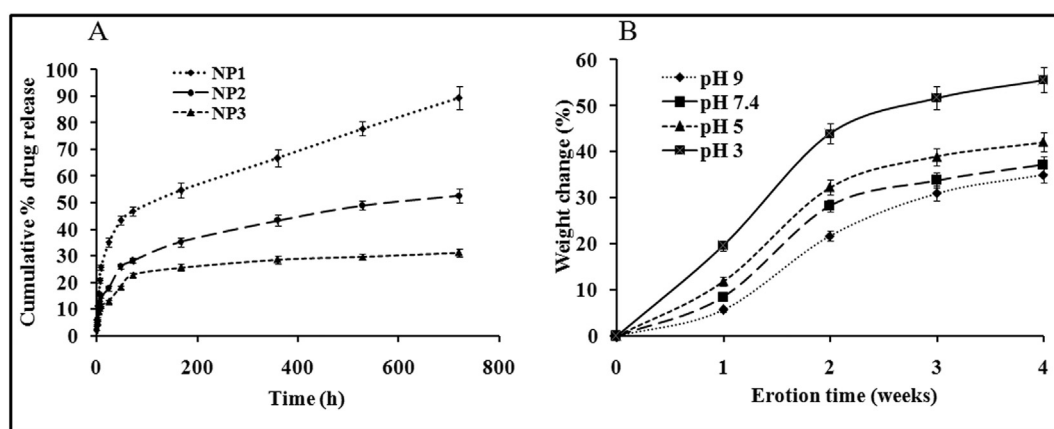 A
NP1
NP2
NP3
Cumulative % drug release
100
90
80
70
60
50
40
30
20
10
0
0
200
400
600
800
Time (h)
B
pH 9
pH 7.4
pH 5
pH 3
Weight change (%)
60
50
40
30
20
10
0
0
1
2
3
4
Erotion time (weeks)